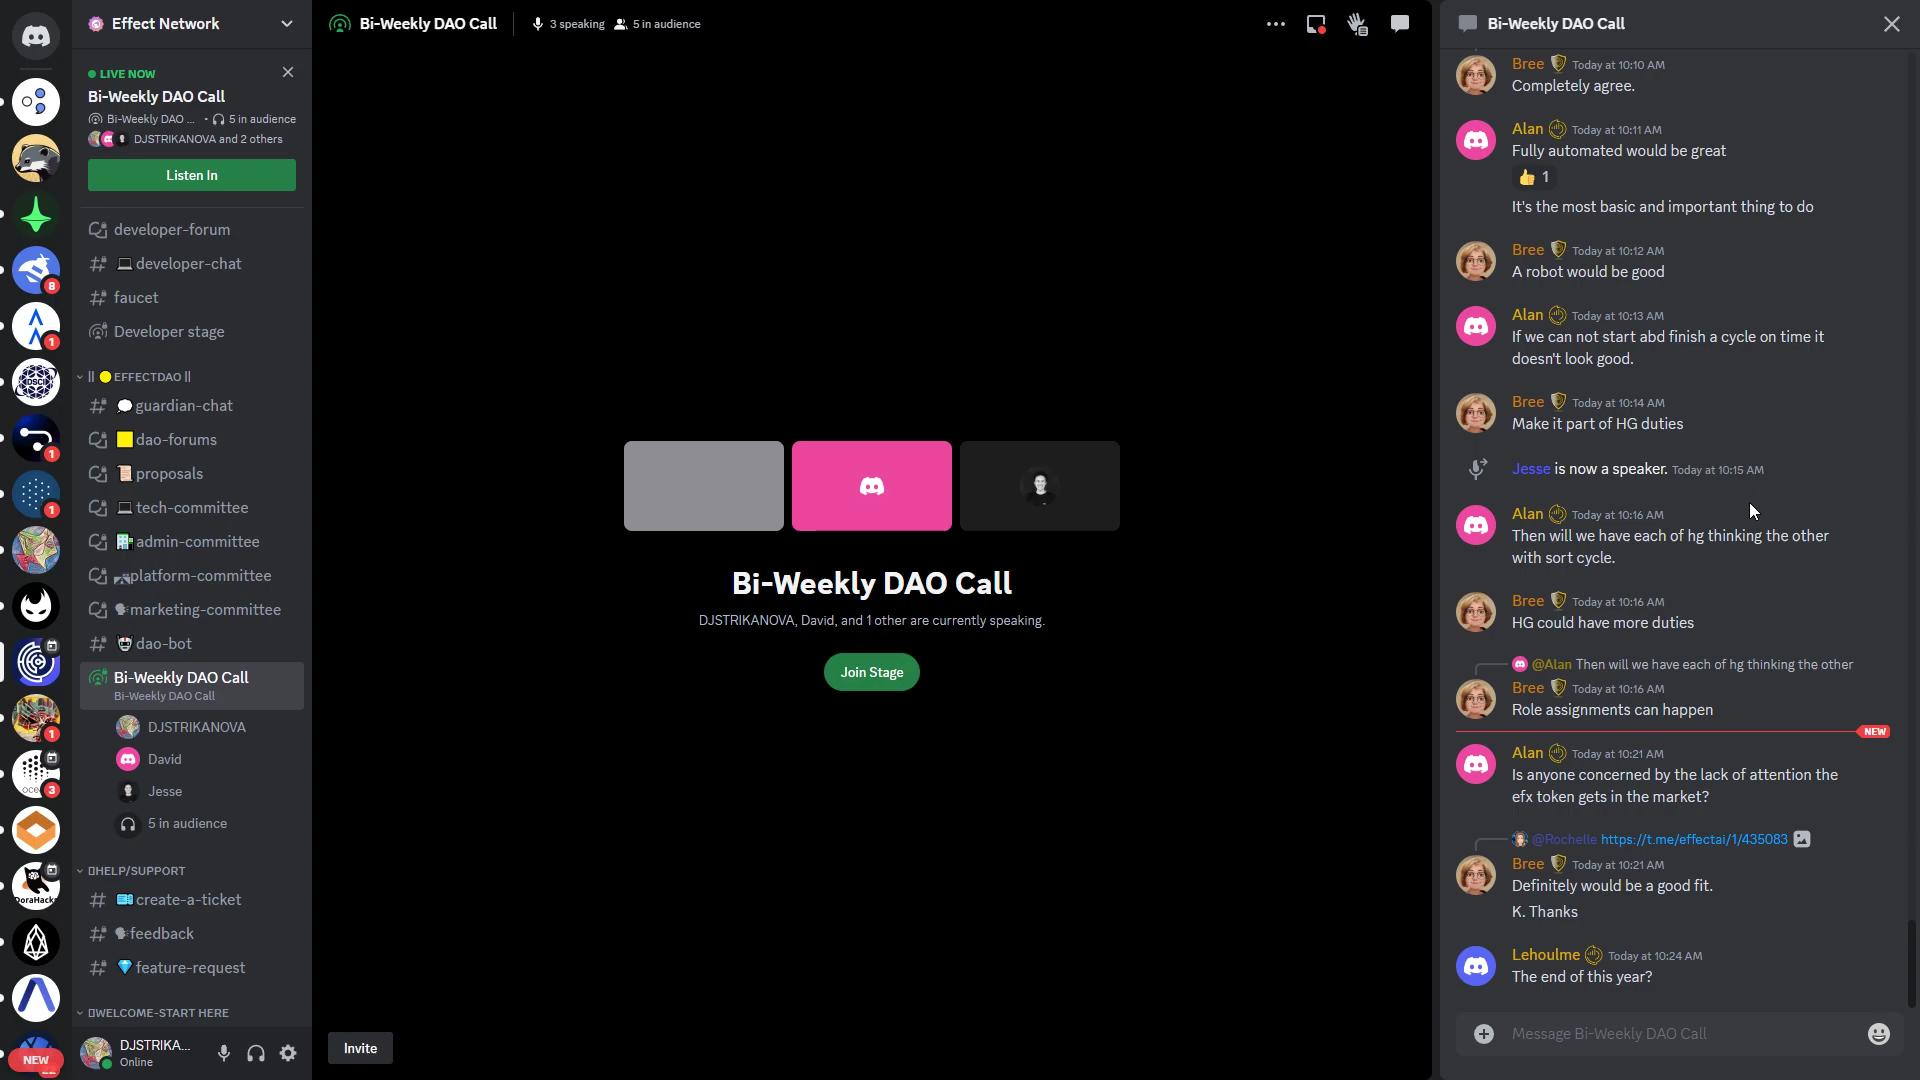 Effect Network
LIVE NOW
Bi-Weekly DAO Call
Bi-Weekly DAO ... • 5 in audience
DJSTRIKANOVA and 2 others
Listen In
developer-forum
developer-chat
faucet
Developer stage
|| EFFECTDAO ||
guardian-chat
dao-forums
proposals
tech-committee
admin-committee
platform-committee
marketing-committee
dao-bot
Bi-Weekly DAO Call
Bi-Weekly DAO Call
DJSTRIKANOVA
David
Jesse
5 in audience
HELP/SUPPORT
create-a-ticket
feedback
feature-request
WELCOME-START HERE
DJSTRIKA...
Online
8
1
DSCI
1
1
1
3
DoraHacks
NEW
Bi-Weekly DAO Call
3 speaking 5 in audience
Bi-Weekly DAO Call
DJSTRIKANOVA, David, and 1 other are currently speaking.
Join Stage
Invite
Bi-Weekly DAO Call
Bree Today at 10:10 AM
Completely agree.
Alan Today at 10:11 AM
Fully automated would be great
👍 1
It's the most basic and important thing to do
Bree Today at 10:12 AM
A robot would be good
Alan Today at 10:13 AM
If we can not start abd finish a cycle on time it
doesn't look good.
Bree Today at 10:14 AM
Make it part of HG duties
Jesse is now a speaker. Today at 10:15 AM
Alan Today at 10:16 AM
Then will we have each of hg thinking the other
with sort cycle.
Bree Today at 10:16 AM
HG could have more duties
@Alan Then will we have each of hg thinking the other
Bree Today at 10:16 AM
Role assignments can happen
NEW
Alan Today at 10:21 AM
Is anyone concerned by the lack of attention the
efx token gets in the market?
@Rochelle https://t.me/effectai/1/435083
Bree Today at 10:21 AM
Definitely would be a good fit.
K. Thanks
Lehoulme Today at 10:24 AM
The end of this year?
Message Bi-Weekly DAO Call